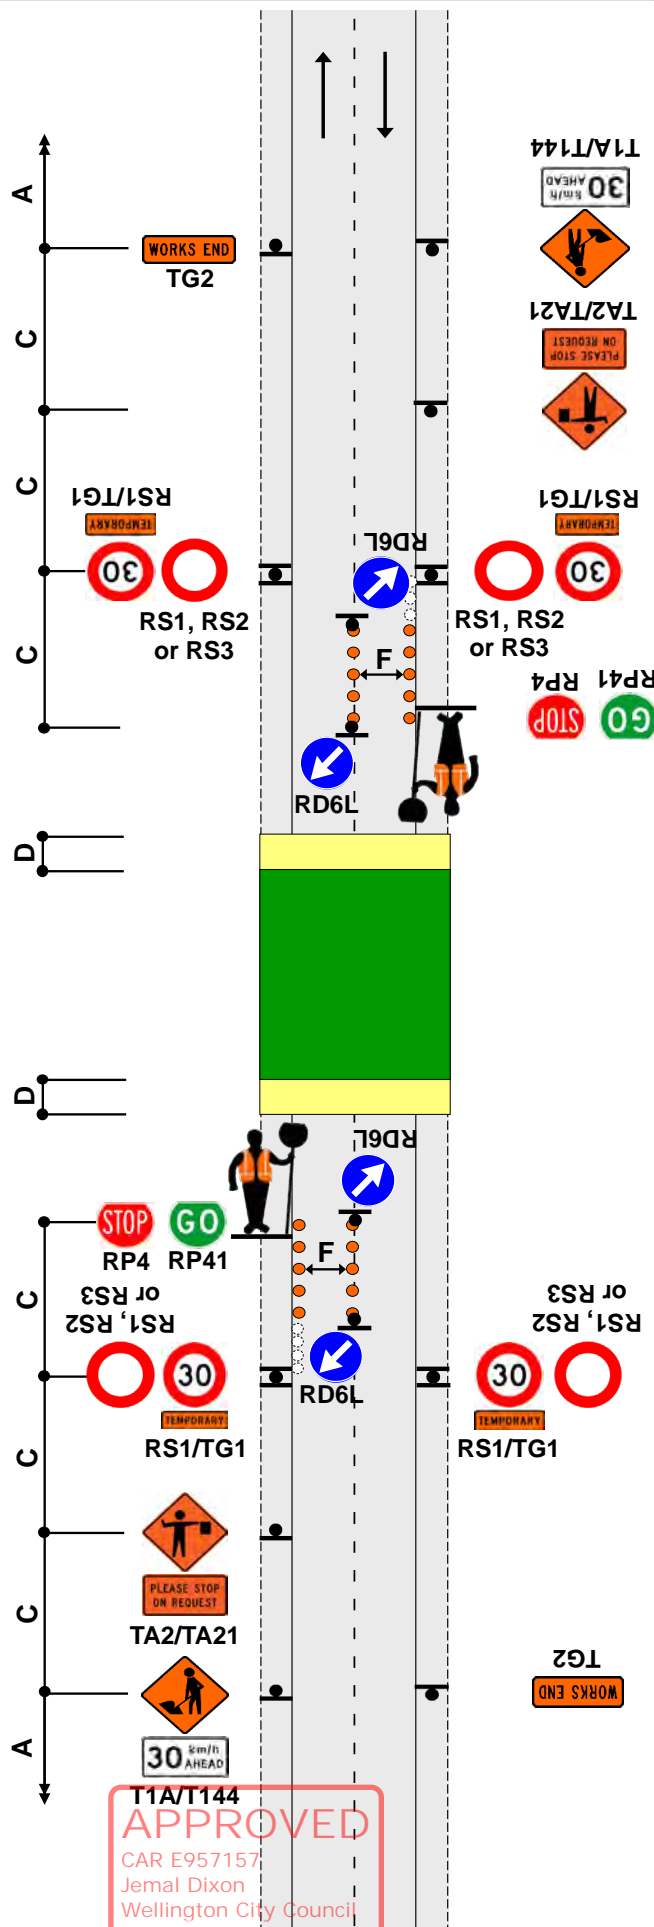 T1A/T144
30 km/h
AHEAD
A
WORKS END
TG2
TA2/TA21
PLEASE STOP
ON REQUEST
C
C
RS1/TG1
TEMPORARY
30
RS1, RS2
or RS3
RD6L
RS1/TG1
TEMPORARY
30
RS1, RS2
or RS3
C
F
RP4
RP41
STOP
GO
RD6L
D
D
RD6L
STOP
GO
RP4
RP41
F
C
RS1, RS2
or RS3
30
TEMPORARY
RS1/TG1
RD6L
RS1, RS2
or RS3
30
TEMPORARY
RS1/TG1
C
PLEASE STOP
ON REQUEST
TA2/TA21
C
TG2
WORKS END
30 km/h
AHEAD
T1A/T144
A
APPROVED
CAR E957157
Jemal Dixon
Wellington City Council